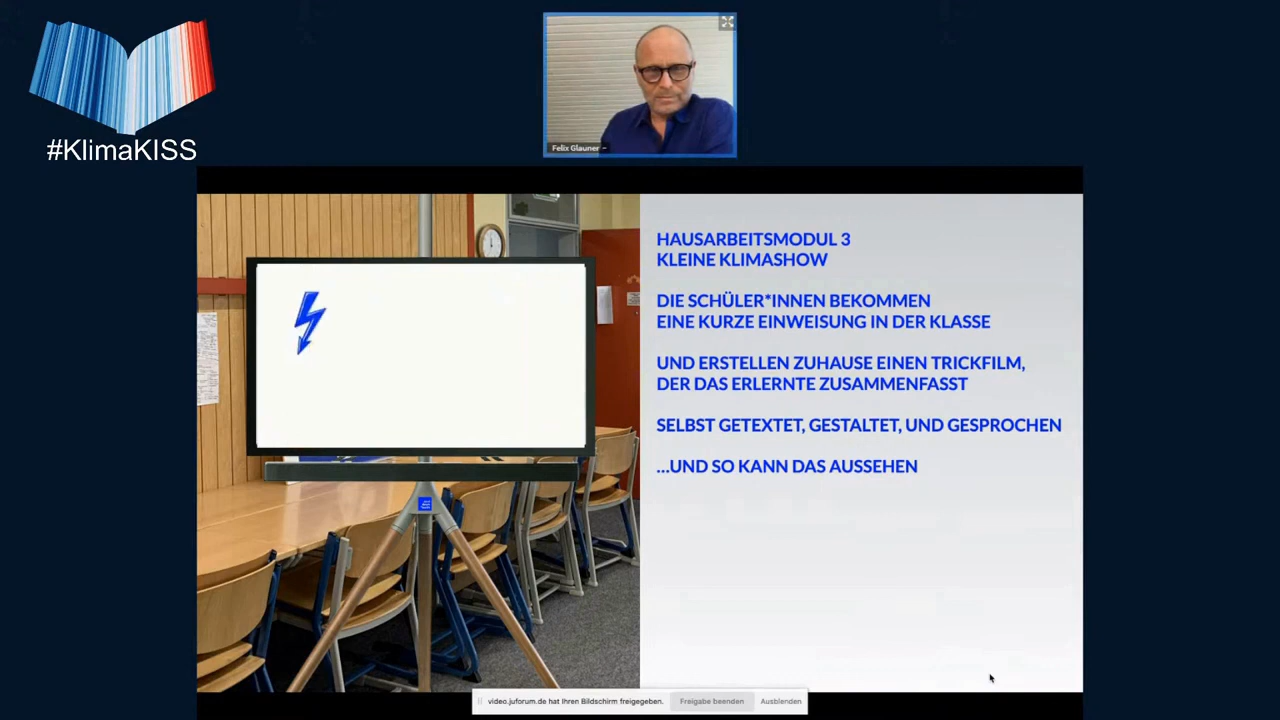 #KlimaKISS
Felix Glauner –
HAUSARBEITSMODUL 3
KLEINE KLIMASHOW
DIE SCHÜLER*INNEN BEKOMMEN
EINE KURZE EINWEISUNG IN DER KLASSE
UND ERSTELLEN ZUHAUSE EINEN TRICKFILM,
DER DAS ERLERNTE ZUSAMMENFASST
SELBST GETEXTET, GESTALTET, UND GESPROCHEN
...UND SO KANN DAS AUSSEHEN
video.juforum.de hat Ihren Bildschirm freigegeben.
Freigabe beenden
Ausblenden